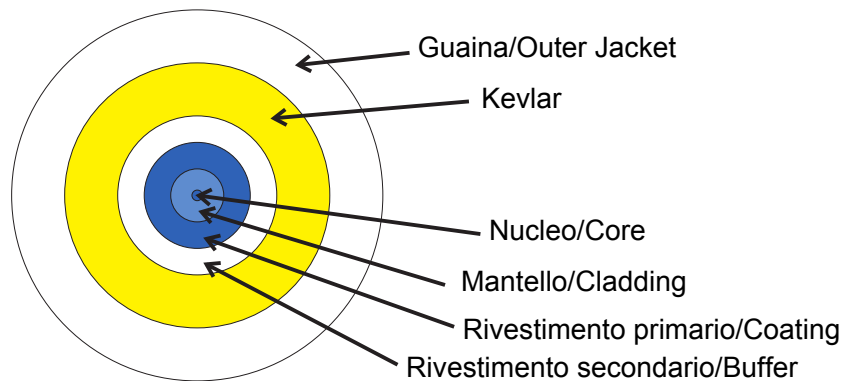 Guaina/Outer Jacket
Kevlar
Nucleo/Core
Mantello/Cladding
Rivestimento primario/Coating
Rivestimento secondario/Buffer